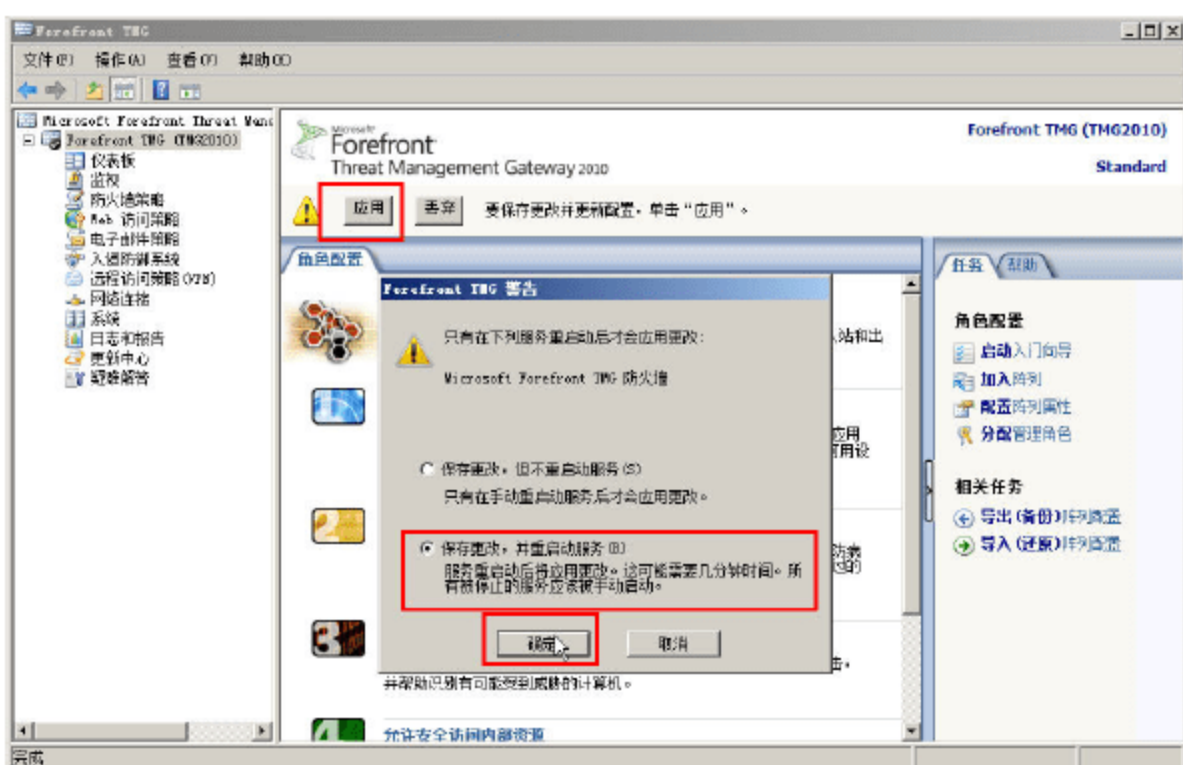 Forefront TMG
文件(F) 操作(A) 查看(V) 帮助(H)
Microsoft Forefront Threat Mana
Forefront TMG (TMG2010)
仪表板
监视
防火墙策略
Web 访问策略
电子邮件策略
入侵防御系统
远程访问策略(VPN)
网络连接
系统
日志和报告
更新中心
疑难解答
Microsoft
Forefront
Threat Management Gateway 2010
Forefront TMG (TMG2010)
Standard
应用 丢弃 要保存更改并更新配置，单击“应用”。
角色配置
Forefront TMG 警告
只有在下列服务重启动后才会应用更改:
Microsoft Forefront TMG 防火墙
保存更改，但不重启动服务(S)
只有在手动重启动服务后才会应用更改。
保存更改，并重启动服务(R)
服务重启动后将应用更改。这可能需要几分钟时间。所
有被停止的服务应该被手动启动。
确定 取消
站和出
应用
可用设
防病
过的
击，
并帮助识别有可能受到威胁的计算机。
允许安全访问内部资源
任务 帮助
角色配置
启动入门向导
加入阵列
配置阵列属性
分配管理角色
相关任务
导出(备份)阵列配置
导入(还原)阵列配置
完成